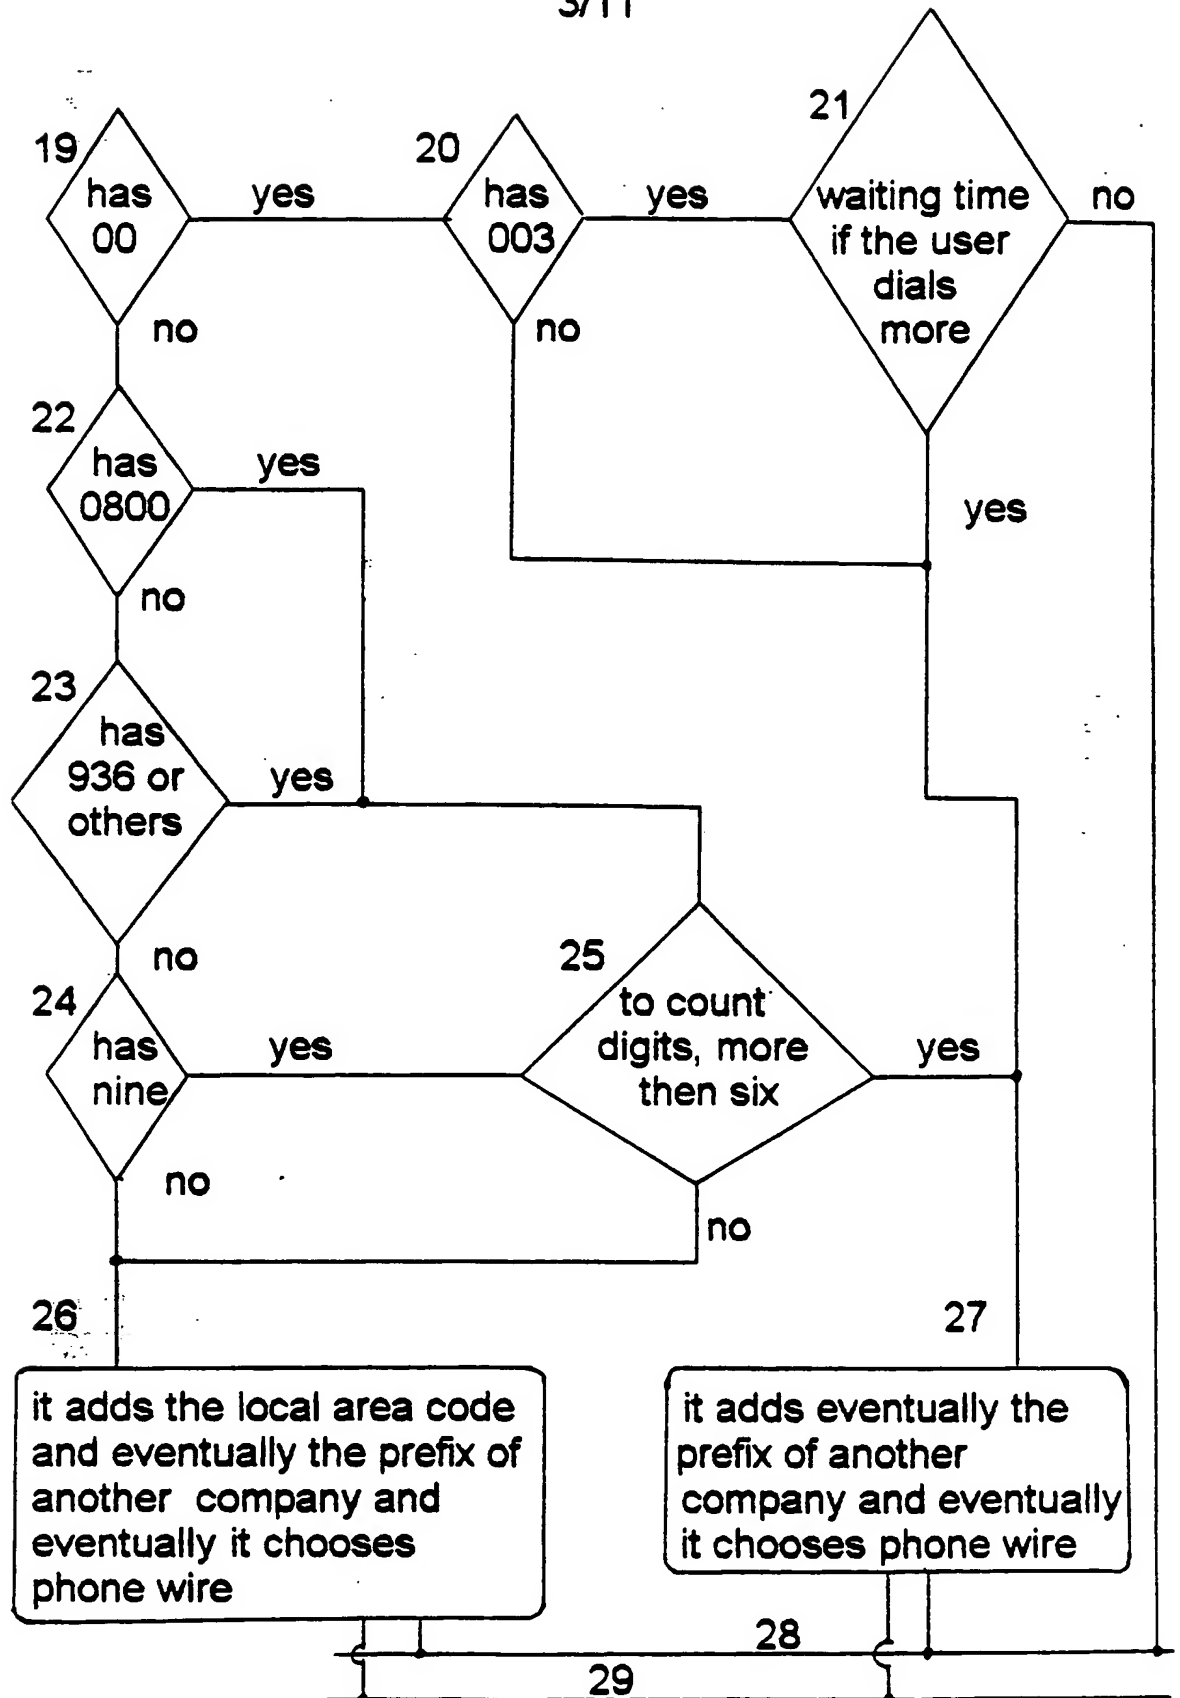 3/11
19
has
00
yes
no
20
has
003
yes
no
21
waiting time
if the user
dials
more
no
yes
22
has
0800
yes
no
23
has
936 or
others
yes
no
24
has
nine
yes
no
25
to count
digits, more
then six
yes
no
26
it adds the local area code
and eventually the prefix of
another company and
eventually it chooses
phone wire
27
it adds eventually the
prefix of another
company and eventually
it chooses phone wire
28
29